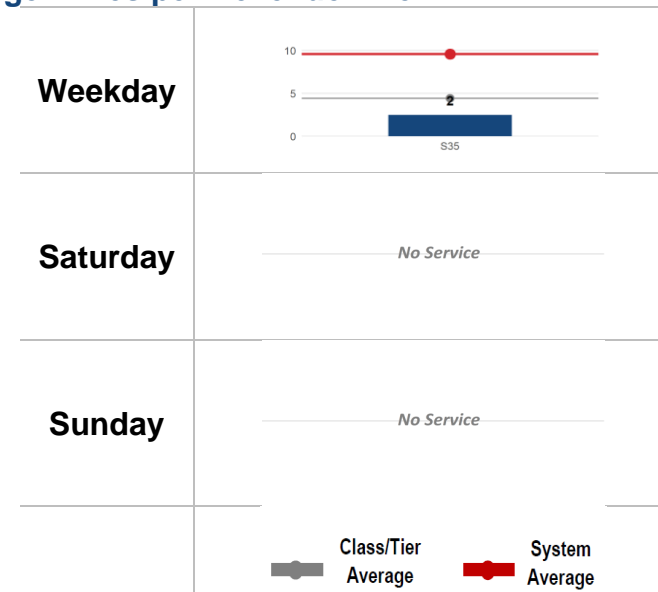 Weekday
10
5
2
0
S35
Saturday
No Service
Sunday
No Service
Class/Tier
Average
System
Average